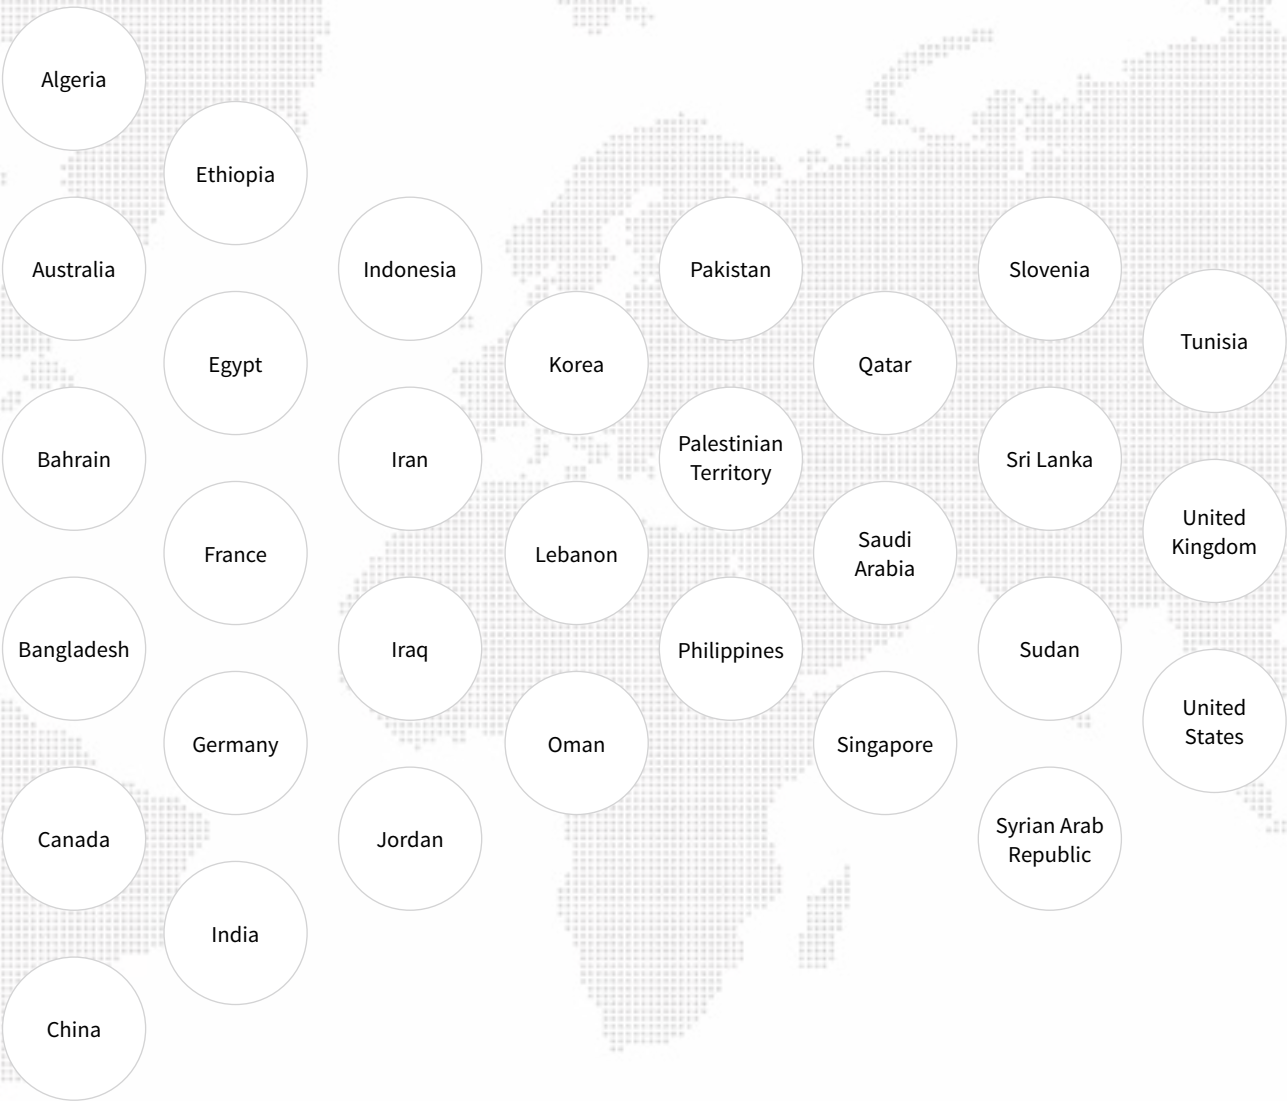 Algeria
Australia
Bahrain
Bangladesh
Canada
China
Ethiopia
Egypt
France
Germany
India
Indonesia
Iran
Iraq
Jordan
Korea
Lebanon
Oman
Pakistan
Palestinian
Territory
Philippines
Qatar
Saudi
Arabia
Singapore
Slovenia
Sri Lanka
Sudan
Syrian Arab
Republic
Tunisia
United
Kingdom
United
States